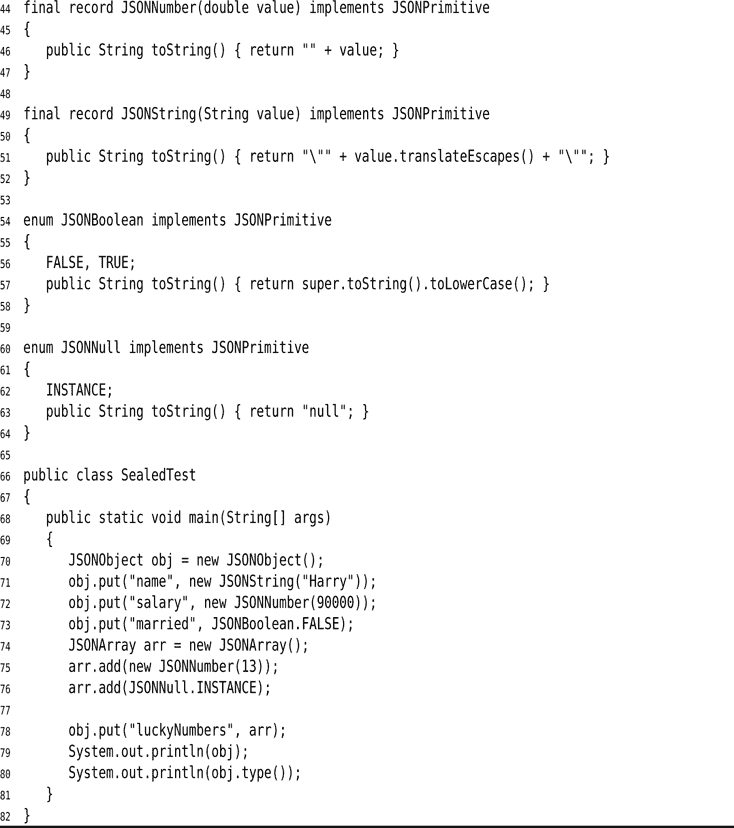 44 final record JSONNumber(double value) implements JSONPrimitive
45 {
46    public String toString() { return "" + value; }
47 }
48
49 final record JSONString(String value) implements JSONPrimitive
50 {
51    public String toString() { return "\"" + value.translateEscapes() + "\""; }
52 }
53
54 enum JSONBoolean implements JSONPrimitive
55 {
56    FALSE, TRUE;
57    public String toString() { return super.toString().toLowerCase(); }
58 }
59
60 enum JSONNull implements JSONPrimitive
61 {
62    INSTANCE;
63    public String toString() { return "null"; }
64 }
65
66 public class SealedTest
67 {
68    public static void main(String[] args)
69    {
70       JSONObject obj = new JSONObject();
71       obj.put("name", new JSONString("Harry"));
72       obj.put("salary", new JSONNumber(90000));
73       obj.put("married", JSONBoolean.FALSE);
74       JSONArray arr = new JSONArray();
75       arr.add(new JSONNumber(13));
76       arr.add(JSONNull.INSTANCE);
77
78       obj.put("luckyNumbers", arr);
79       System.out.println(obj);
80       System.out.println(obj.type());
81    }
82 }